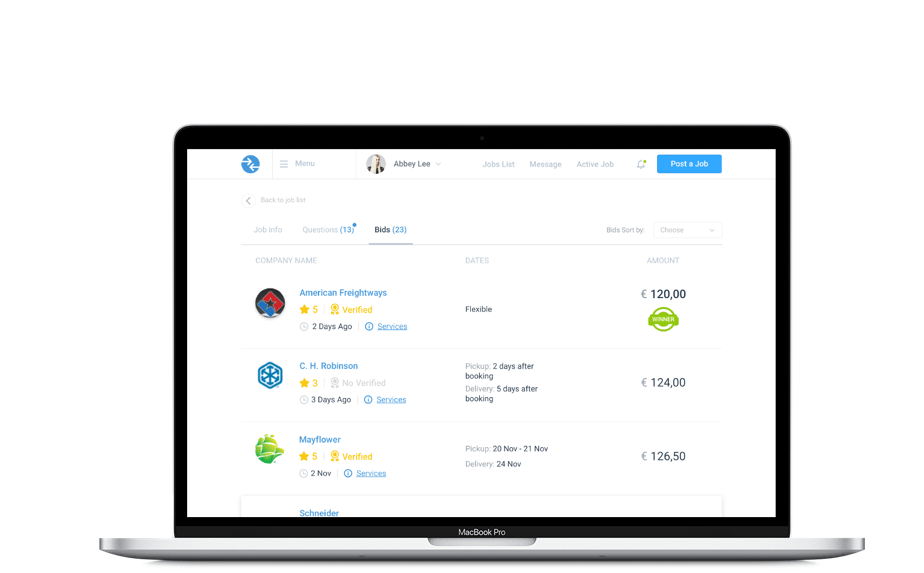 Menu
Abbey Lee
Jobs List
Message
Active Job
Post a Job
Back to job list
Job info
Questions (13)
Bids (23)
Bids Sort by:
Choose
COMPANY NAME
DATES
AMOUNT
American Freightways
5
Verified
2 Days Ago
Services
Flexible
€ 120,00
WINNER
C. H. Robinson
3
No Verified
3 Days Ago
Services
Pickup: 2 days after
booking
Delivery: 5 days after
booking
€ 124,00
Mayflower
5
Verified
2 Nov
Services
Pickup: 20 Nov - 21 Nov
Delivery: 24 Nov
€ 126,50
Schneider
MacBook Pro